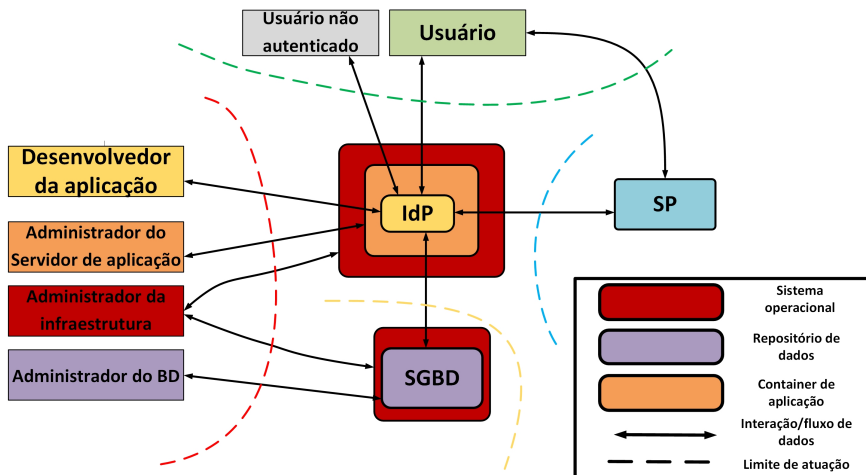 Usuário não
autenticado
Usuário
Desenvolvedor
da aplicação
IdP
SP
Administrador do
Servidor de aplicação
Administrador da
infraestrutura
Administrador do BD
SGBD
Sistema
operacional
Repositório de
dados
Container de
aplicação
Interação/fluxo de
dados
Limite de atuação